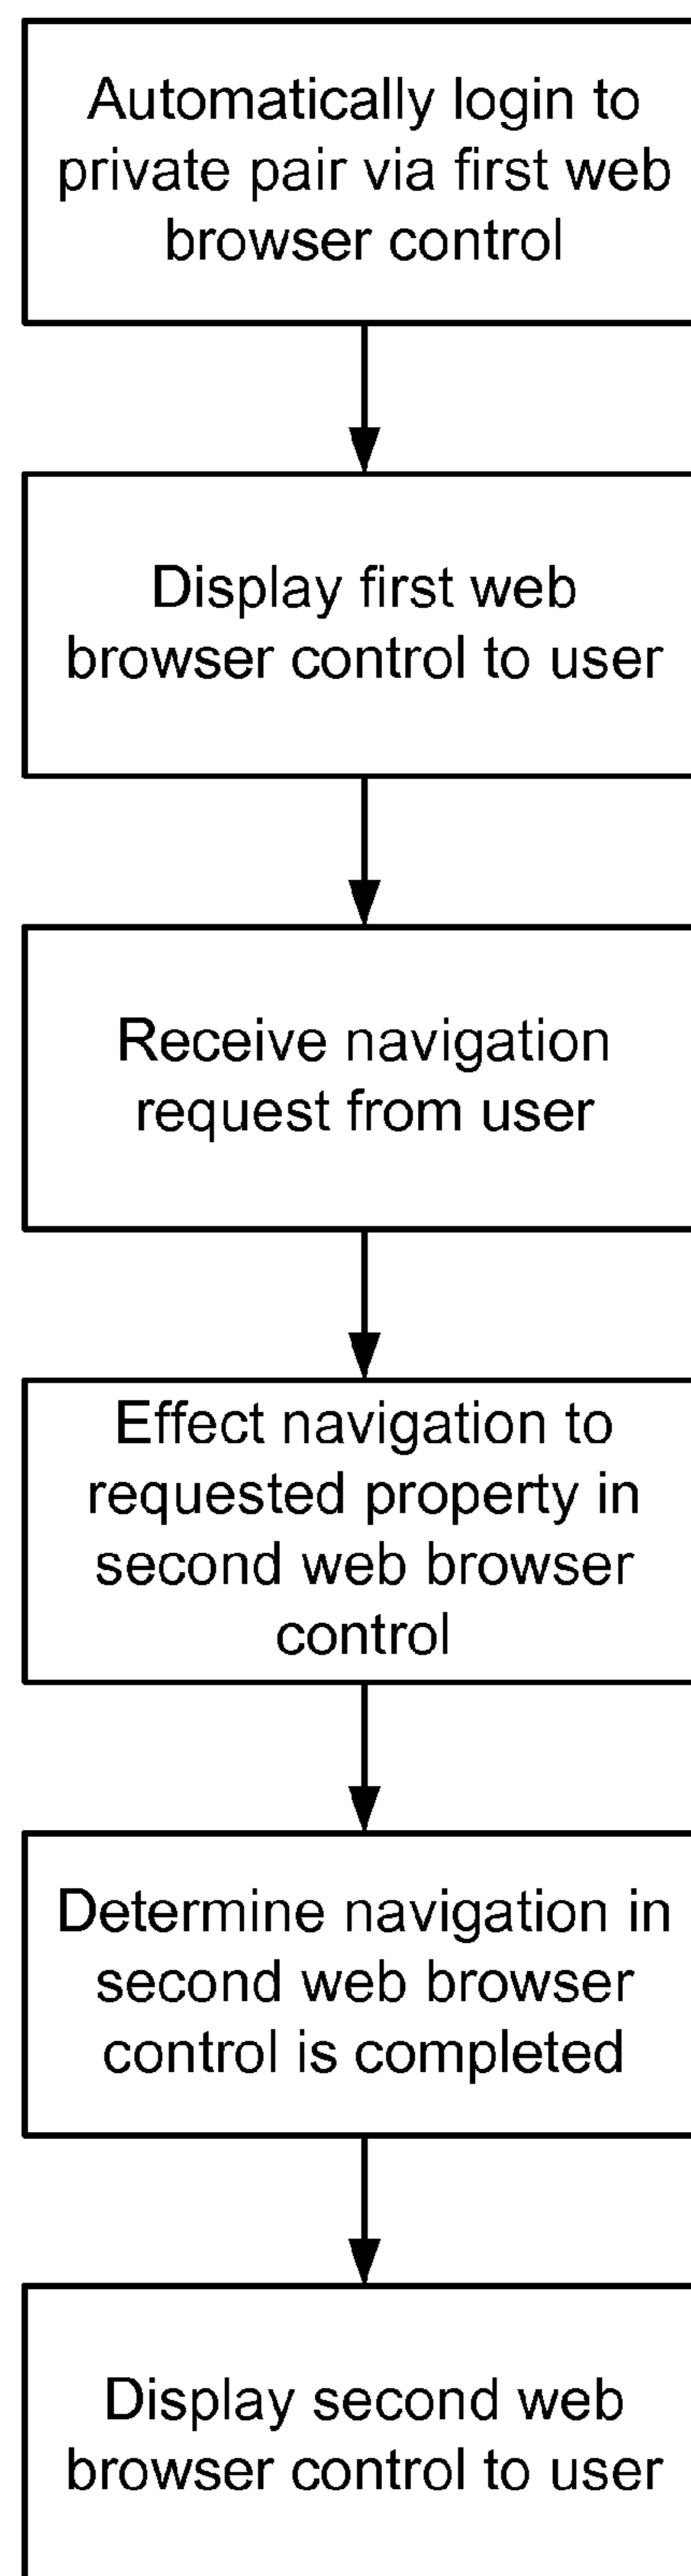 Automatically login to
private pair via first web
browser control
Display first web
browser control to user
Receive navigation
request from user
Effect navigation to
requested property in
second web browser
control
Determine navigation in
second web browser
control is completed
Display second web
browser control to user